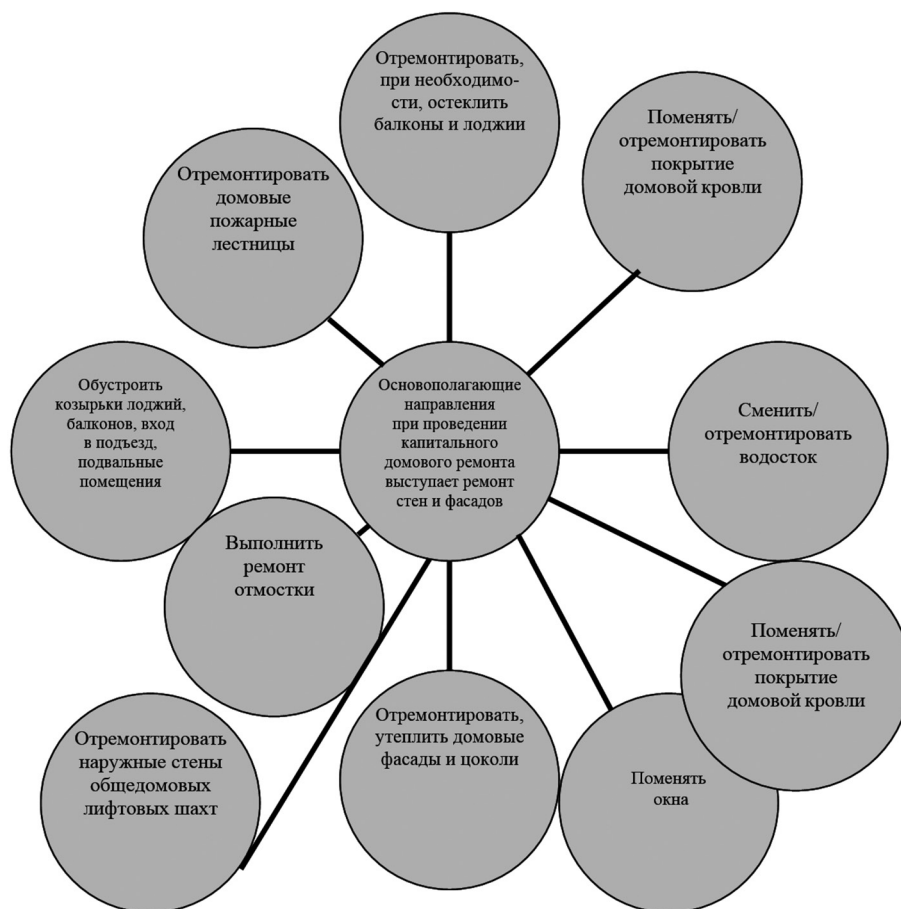 Отремонтировать,
при необходимо-
сти, остеклить
балконы и лоджии
Поменять/
отремонтировать
покрытие
домовой кровли
Отремонтировать
домовые
пожарные
лестницы
Обустроить
козырьки лоджий,
балконов, вход
в подъезд,
подвальные
помещения
Основополагающие
направления
при проведении
капитального
домового ремонта
выступает ремонт
стен и фасадов
Сменить/
отремонтировать
водосток
Выполнить
ремонт
отмостки
Поменять/
отремонтировать
покрытие
домовой кровли
Отремонтировать
наружные стены
общедомовых
лифтовых шахт
Отремонтировать,
утеплить домовые
фасады и цоколи
Поменять
окна